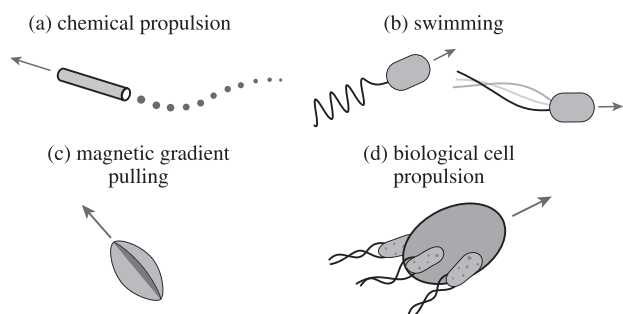 (a) chemical propulsion
(b) swimming
(c) magnetic gradient
pulling
(d) biological cell
propulsion